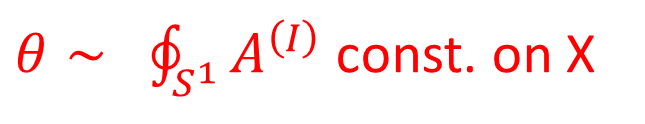 θ ~ ∮_{S^1} A^{(I)} const. on X